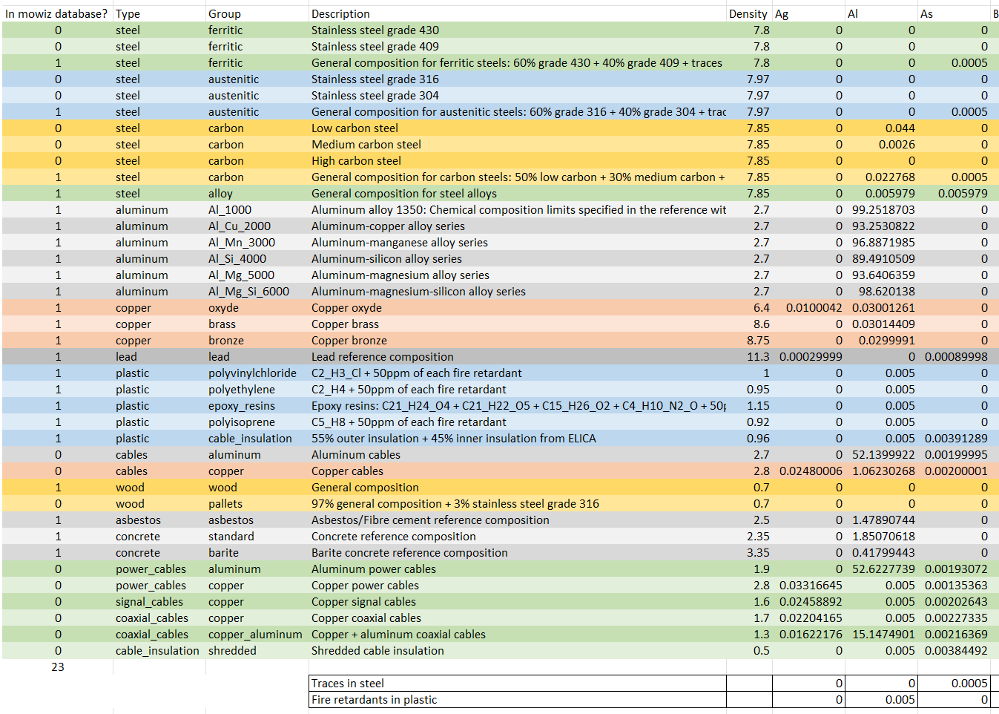 In mowiz database? Type Group Description Density Ag Al As B
0 steel ferritic Stainless steel grade 430 7.8 0 0 0
0 steel ferritic Stainless steel grade 409 7.8 0 0 0
1 steel ferritic General composition for ferritic steels: 60% grade 430 + 40% grade 409 + traces 7.8 0 0 0.0005
0 steel austenitic Stainless steel grade 316 7.97 0 0 0
0 steel austenitic Stainless steel grade 304 7.97 0 0 0
1 steel austenitic General composition for austenitic steels: 60% grade 316 + 40% grade 304 + trac 7.97 0 0 0.0005
0 steel carbon Low carbon steel 7.85 0 0.044 0
0 steel carbon Medium carbon steel 7.85 0 0.0026 0
0 steel carbon High carbon steel 7.85 0 0 0
1 steel carbon General composition for carbon steels: 50% low carbon + 30% medium carbon + 7.85 0 0.022768 0.0005
1 steel alloy General composition for steel alloys 7.85 0 0.005979 0.005979
1 aluminum Al_1000 Aluminum alloy 1350: Chemical composition limits specified in the reference wit 2.7 0 99.2518703 0
1 aluminum Al_Cu_2000 Aluminum-copper alloy series 2.7 0 93.2530822 0
1 aluminum Al_Mn_3000 Aluminum-manganese alloy series 2.7 0 96.8871985 0
1 aluminum Al_Si_4000 Aluminum-silicon alloy series 2.7 0 89.4910509 0
1 aluminum Al_Mg_5000 Aluminum-magnesium alloy series 2.7 0 93.6406359 0
1 aluminum Al_Mg_Si_6000 Aluminum-magnesium-silicon alloy series 2.7 0 98.620138 0
1 copper oxyde Copper oxyde 6.4 0.0100042 0.03001261 0
1 copper brass Copper brass 8.6 0 0.03014409 0
1 copper bronze Copper bronze 8.75 0 0.0299991 0
1 lead lead Lead reference composition 11.3 0.00029999 0 0.00089998
1 plastic polyvinylchloride C2_H3_Cl + 50ppm of each fire retardant 1 0 0.005 0
1 plastic polyethylene C2_H4 + 50ppm of each fire retardant 0.95 0 0.005 0
1 plastic epoxy_resins Epoxy resins: C21_H24_O4 + C21_H22_O5 + C15_H26_O2 + C4_H10_N2_O + 50p 1.15 0 0.005 0
1 plastic polyisoprene C5_H8 + 50ppm of each fire retardant 0.92 0 0.005 0
1 plastic cable_insulation 55% outer insulation + 45% inner insulation from ELICA 0.96 0 0.005 0.00391289
0 cables aluminum Aluminum cables 2.7 0 52.1399922 0.00199995
0 cables copper Copper cables 2.8 0.02480006 1.06230268 0.00200001
1 wood wood General composition 0.7 0 0 0
0 wood pallets 97% general composition + 3% stainless steel grade 316 0.7 0 0 0
1 asbestos asbestos Asbestos/Fibre cement reference composition 2.5 0 1.47890744 0
1 concrete standard Concrete reference composition 2.35 0 1.85070618 0
1 concrete barite Barite concrete reference composition 3.35 0 0.41799443 0
0 power_cables aluminum Aluminum power cables 1.9 0 52.6227739 0.00193072
0 power_cables copper Copper power cables 2.8 0.03316645 0.005 0.00135363
0 signal_cables copper Copper signal cables 1.6 0.02458892 0.005 0.00202643
0 coaxial_cables copper Copper coaxial cables 1.7 0.02204165 0.005 0.00227335
0 coaxial_cables copper_aluminum Copper + aluminum coaxial cables 1.3 0.01622176 15.1474901 0.00216369
0 cable_insulation shredded Shredded cable insulation 0.5 0 0.005 0.00384492
23
Traces in steel 0 0 0.0005
Fire retardants in plastic 0 0.005 0